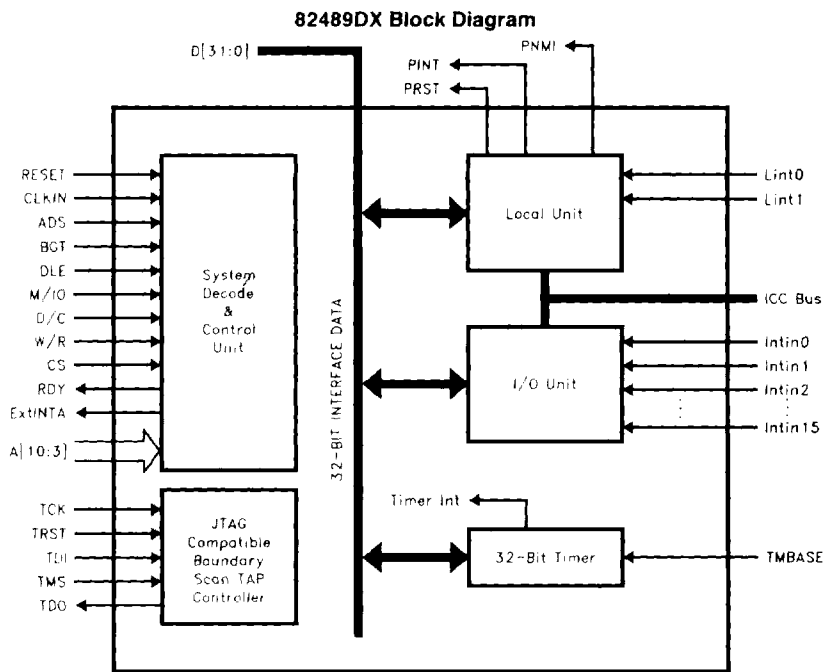 82489DX Block Diagram
D[31:0]
PNMI
PINT
PRST
RESET
CLKIN
ADS
BGT
DLE
M/IO
D/C
W/R
CS
RDY
ExtINTA
A[10:3]
System
Decode
&
Control
Unit
TCK
TRST
TDI
TMS
TDO
JTAG
Compatible
Boundary
Scan TAP
Controller
32-BIT INTERFACE DATA
Local Unit
Lint0
Lint1
ICC Bus
I/O Unit
Intin0
Intin1
Intin2
Intin15
Timer Int
32-Bit Timer
TMBASE